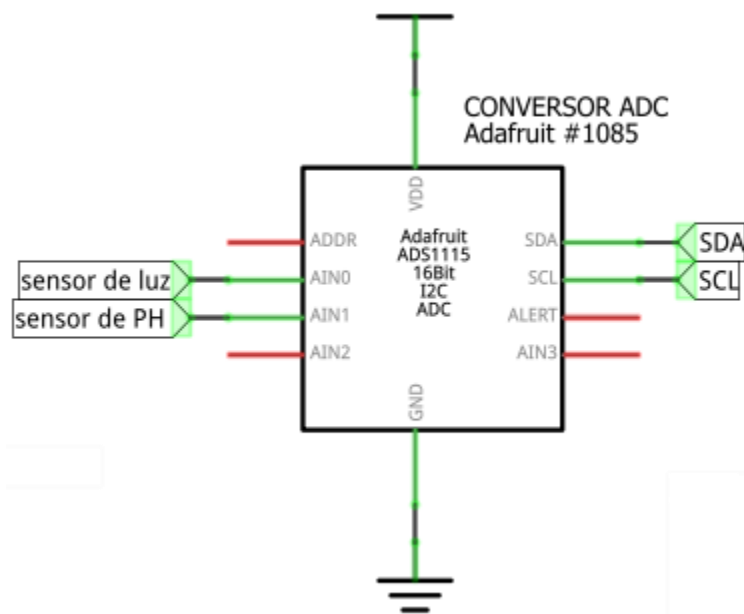 CONVERSOR ADC
Adafruit #1085
VDD
Adafruit
ADS1115
16Bit
I2C
ADC
ADDR
AIN0
AIN1
AIN2
SDA
SCL
ALERT
AIN3
GND
sensor de luz
sensor de PH
SDA
SCL